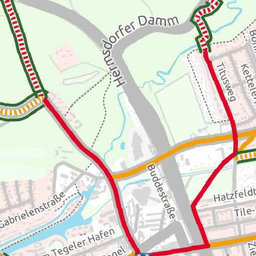 Hermsdorfer Damm
Titusweg
Buddestraße
Gabrielenstraße
Hatzfeldt
Tile-
Tegeler Hafen